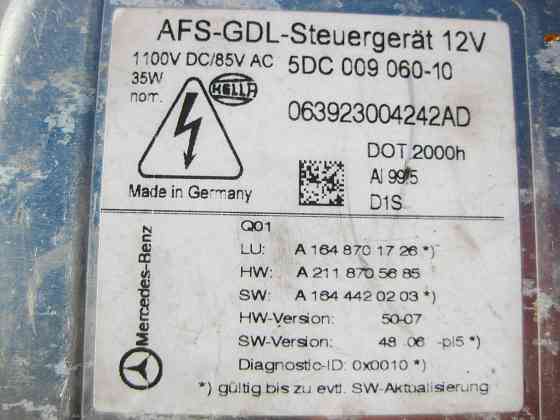 AFS-GDL-Steuergerät 12V
1100V DC/85V AC 5DC 009 060-10
35W
nom.
HELLA
063923004242AD
DOT 2000h
Al 99,5
D1S
Made in Germany
Mercedes-Benz
Q01
LU: A 164 870 17 26 *)
HW: A 211 870 56 85
SW: A 164 442 02 03 *)
HW-Version: 50-07
SW-Version: 48 .06 -pl5 *)
Diagnostic-ID: 0x0010 *)
*) gültig bis zu evtl. SW-Aktualisierung